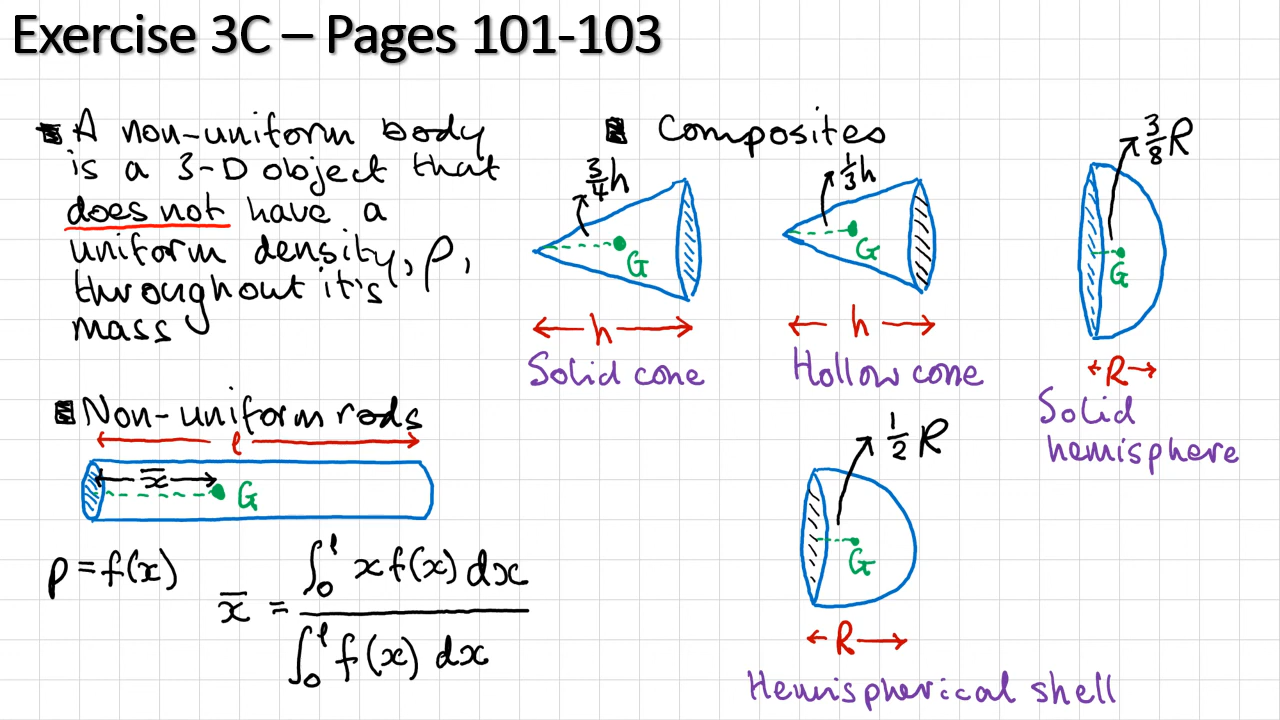 Exercise 3C – Pages 101-103
A non-uniform body
is a 3-D object that
does not have a
uniform density, ρ,
throughout it's
mass
Non-uniform rods
l
x̄
G
ρ = f(x)
x̄ = ∫₀ˡ x f(x) dx / ∫₀ˡ f(x) dx
Composites
3/4 h
G
h
Solid cone
1/3 h
G
h
Hollow cone
3/8 R
G
R
Solid
hemisphere
1/2 R
G
R
Hemispherical shell